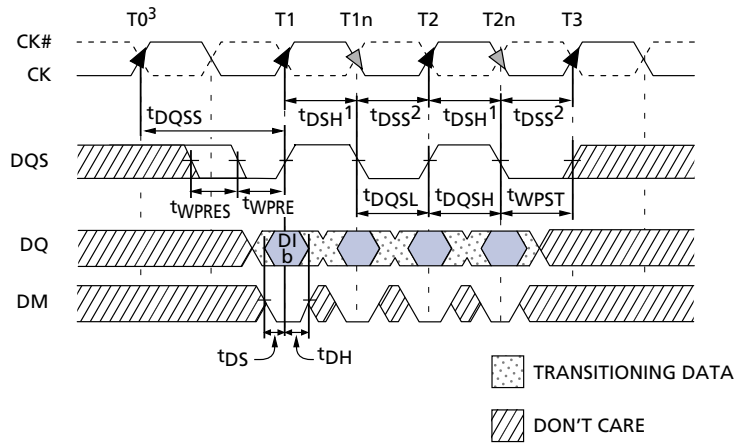 T0³ T1 T1n T2 T2n T3
CK#
CK
tDSH¹ tDSS² tDSH¹ tDSS²
tDQSS
DQS
tDQSL tDQSH tWPST
tWPRES tWPRE
DQ
DI
b
DM
tDS tDH
TRANSITIONING DATA
DON'T CARE